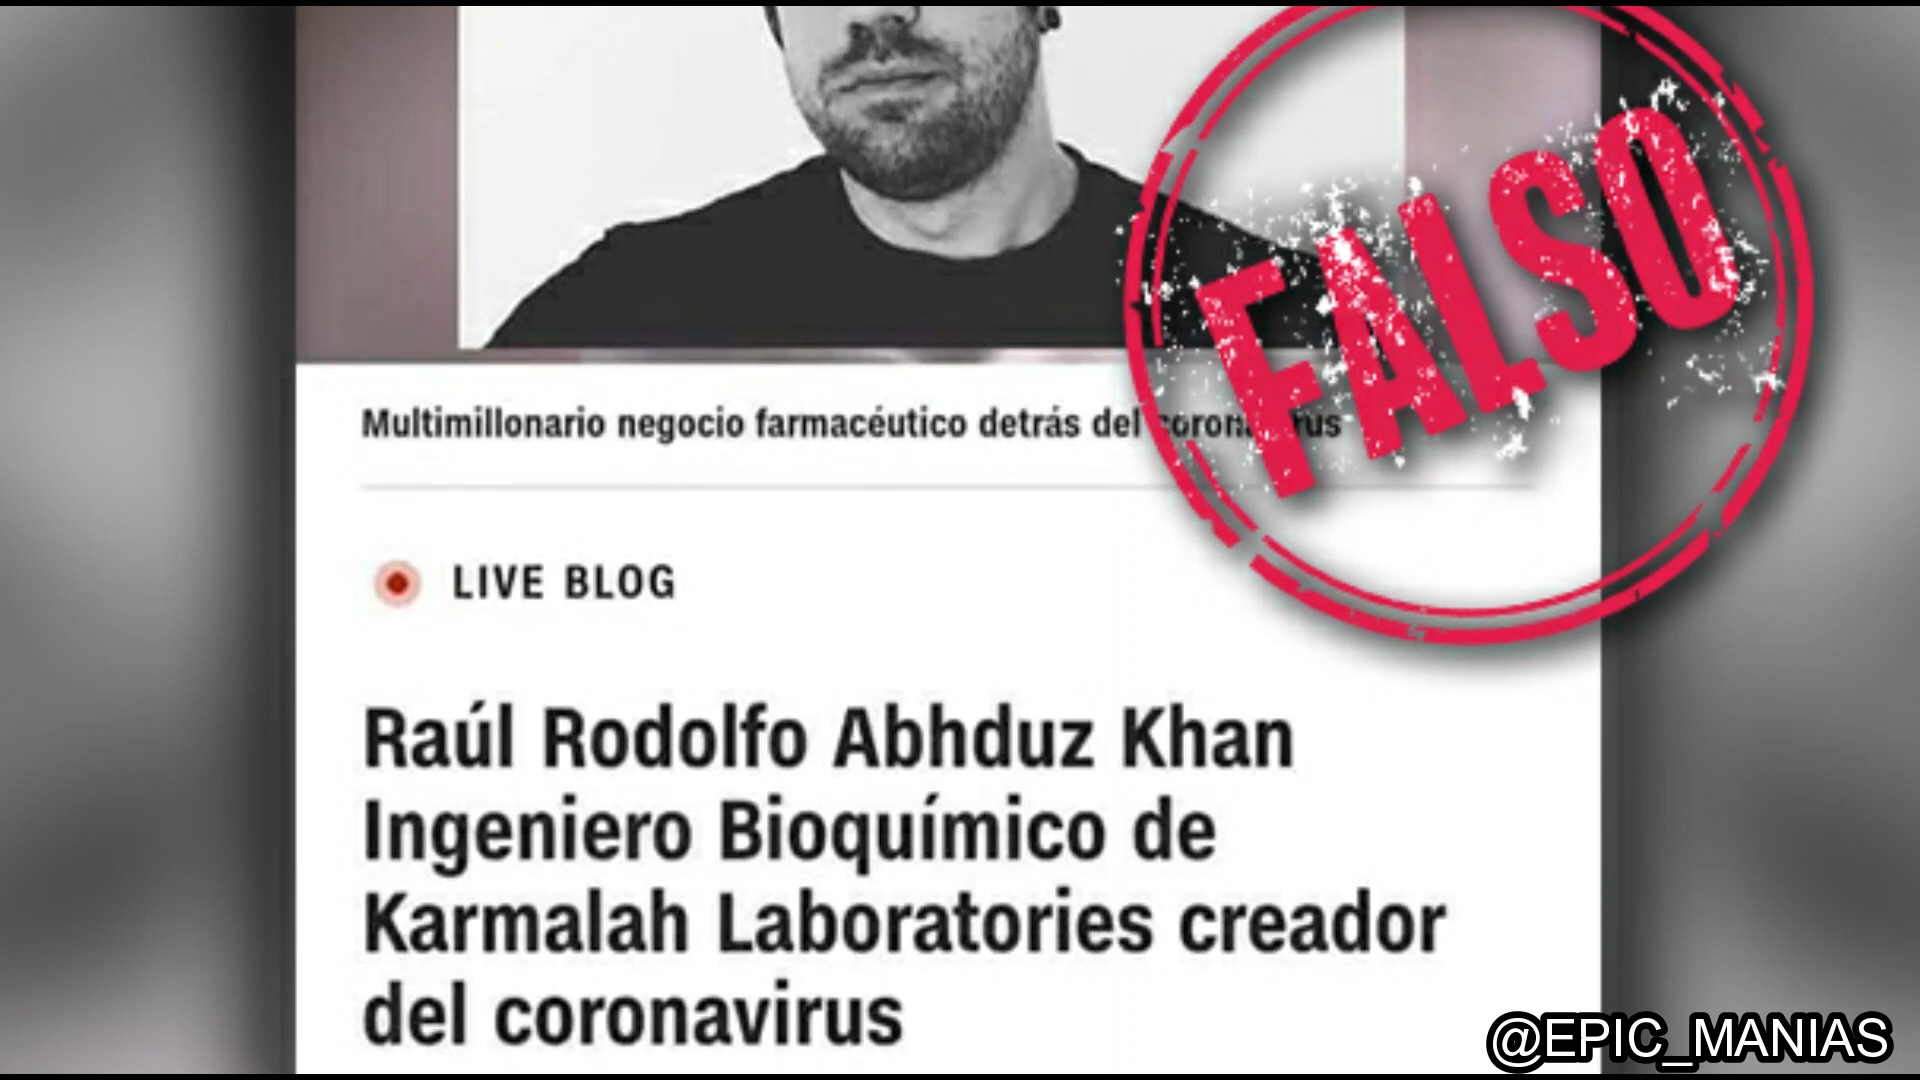 FALSO
Multimillonario negocio farmacéutico detrás del coronavirus
LIVE BLOG
Raúl Rodolfo Abhduz Khan
Ingeniero Bioquímico de
Karmalah Laboratories creador
del coronavirus
@EPIC_MANIAS